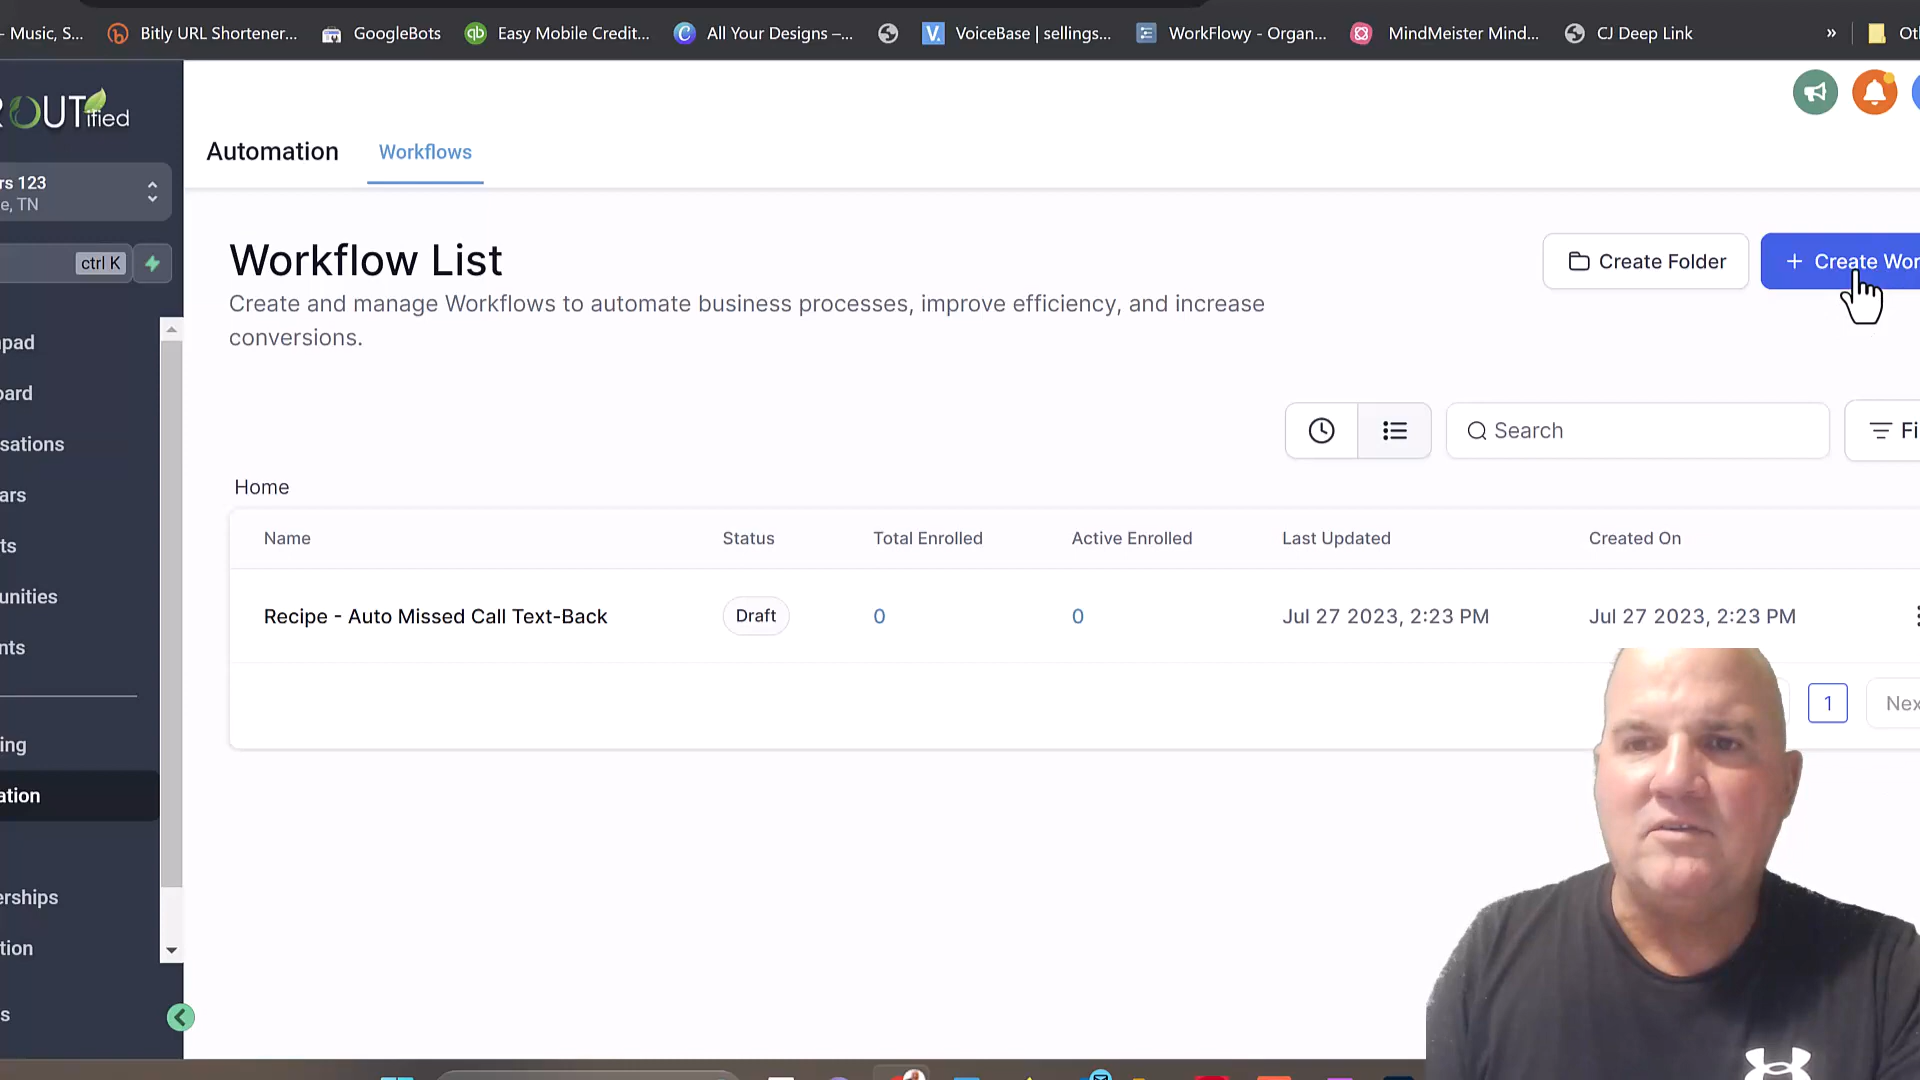 - Music, S...
Bitly URL Shortener...
GoogleBots
Easy Mobile Credit...
All Your Designs –...
VoiceBase | sellings...
WorkFlowy - Organ...
MindMeister Mind...
CJ Deep Link
»
Otl
ROUTified
rs 123
e, TN
ctrl K
pad
oard
sations
ars
ts
unities
nts
ing
ation
erships
tion
s
Automation
Workflows
Workflow List
Create and manage Workflows to automate business processes, improve efficiency, and increase
conversions.
Create Folder
+ Create Wor
Search
Fi
Home
Name
Status
Total Enrolled
Active Enrolled
Last Updated
Created On
Recipe - Auto Missed Call Text-Back
Draft
0
0
Jul 27 2023, 2:23 PM
Jul 27 2023, 2:23 PM
1
Nex